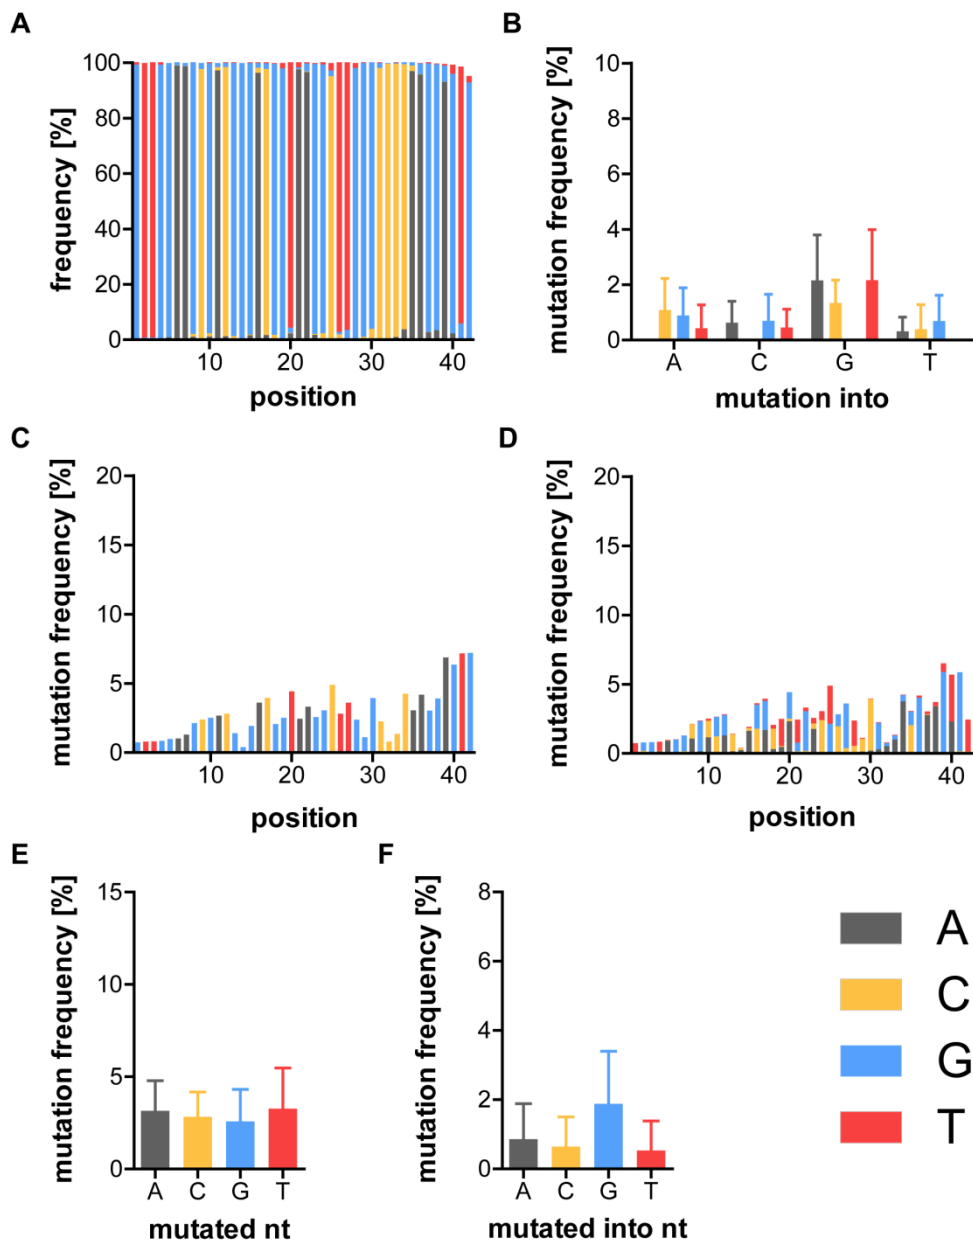 A
frequency [%]
100
80
60
40
20
0
10 20 30 40
position
B
mutation frequency [%]
10
8
6
4
2
0
A C G T
mutation into
C
mutation frequency [%]
20
15
10
5
0
10 20 30 40
position
D
mutation frequency [%]
20
15
10
5
0
10 20 30 40
position
E
mutation frequency [%]
15
10
5
0
A C G T
mutated nt
F
mutation frequency [%]
8
6
4
2
0
A C G T
mutated into nt
A
C
G
T